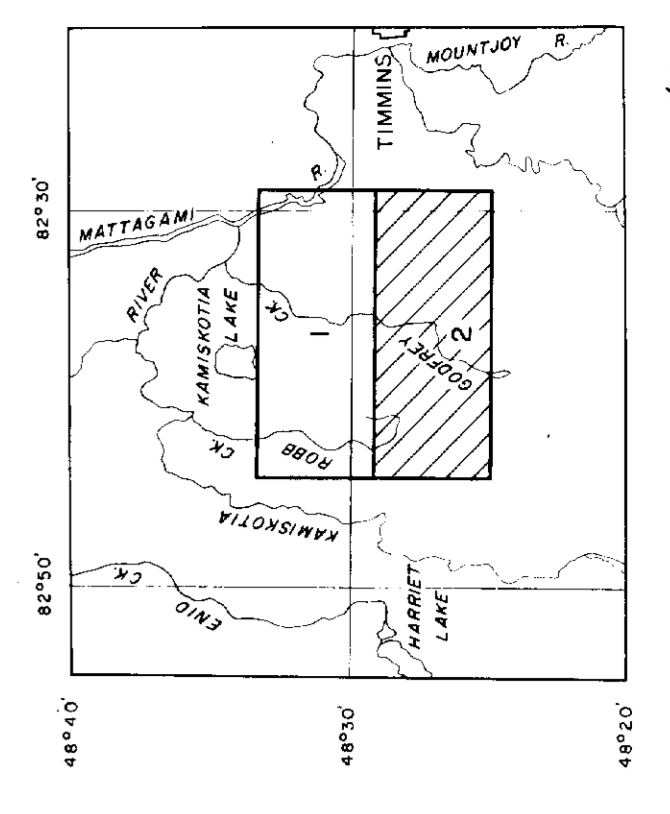 82°50'
82°30'
48°40'
48°30'
48°20'
ENID
CK.
KAMISKOTIA
RIVER
MATTAGAMI
R.
KAMISKOTIA
LAKE
ROBB
CK.
CK.
GODFREY
1
2
HARRIET
LAKE
TIMMINS
MOUNTJOY
R.